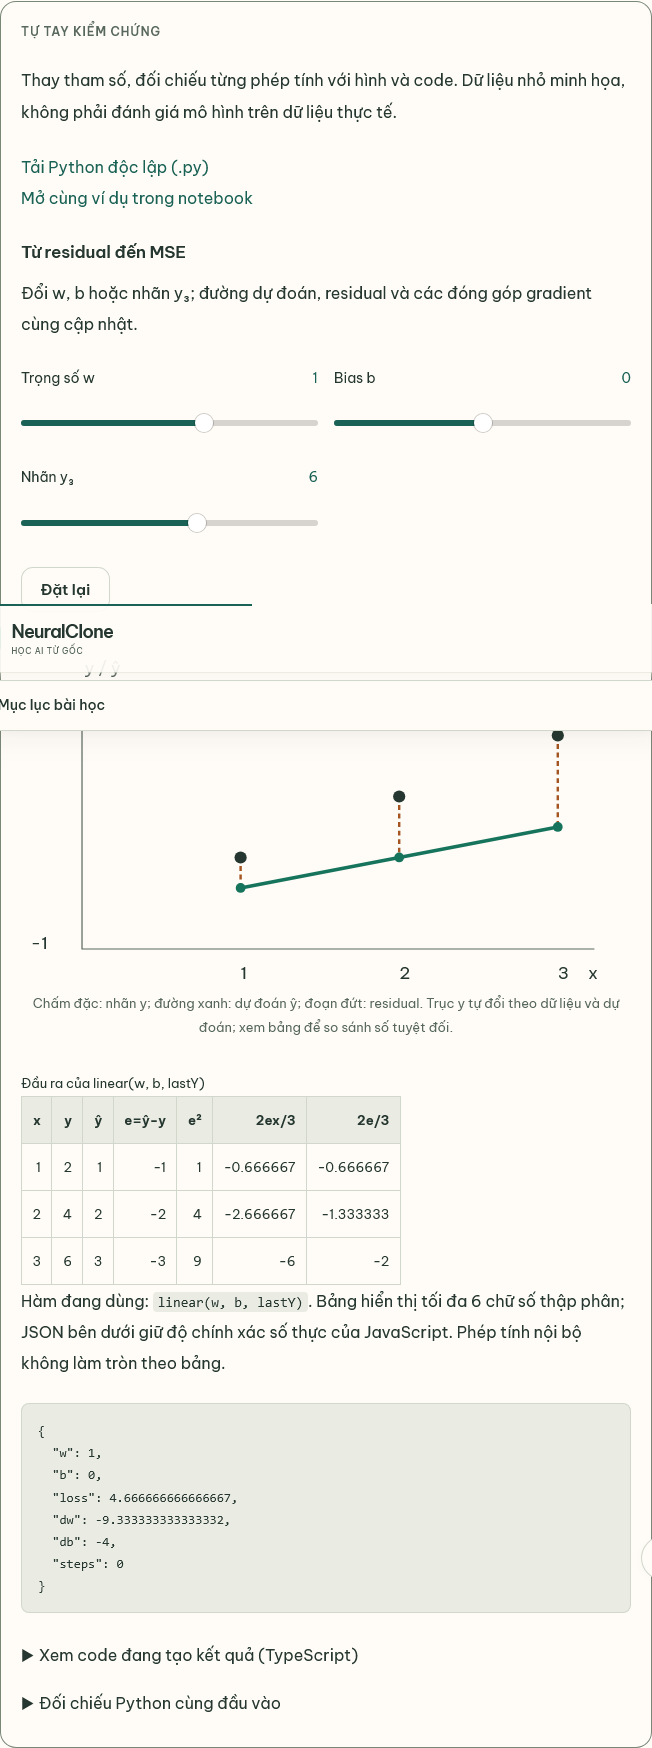 TỰ TAY KIỂM CHỨNG
Thay tham số, đối chiếu từng phép tính với hình và code. Dữ liệu nhỏ minh họa,
không phải đánh giá mô hình trên dữ liệu thực tế.
Tải Python độc lập (.py)
Mở cùng ví dụ trong notebook
Từ residual đến MSE
Đổi w, b hoặc nhãn y₃; đường dự đoán, residual và các đóng góp gradient
cùng cập nhật.
Trọng số w 1 Bias b 0
Nhãn y₃ 6
Đặt lại
NeuralClone
HỌC AI TỪ GỐC
y / ŷ
Mục lục bài học
-1
1 2 3 x
Chấm đặc: nhãn y; đường xanh: dự đoán ŷ; đoạn đứt: residual. Trục y tự đổi theo dữ liệu và dự
đoán; xem bảng để so sánh số tuyệt đối.
Đầu ra của linear(w, b, lastY)
x y ŷ e=ŷ-y e² 2ex/3 2e/3
1 2 1 -1 1 -0.666667 -0.666667
2 4 2 -2 4 -2.666667 -1.333333
3 6 3 -3 9 -6 -2
Hàm đang dùng: linear(w, b, lastY). Bảng hiển thị tối đa 6 chữ số thập phân;
JSON bên dưới giữ độ chính xác số thực của JavaScript. Phép tính nội bộ
không làm tròn theo bảng.
{
"w": 1,
"b": 0,
"loss": 4.666666666666667,
"dw": -9.333333333333332,
"db": -4,
"steps": 0
}
▶ Xem code đang tạo kết quả (TypeScript)
▶ Đối chiếu Python cùng đầu vào